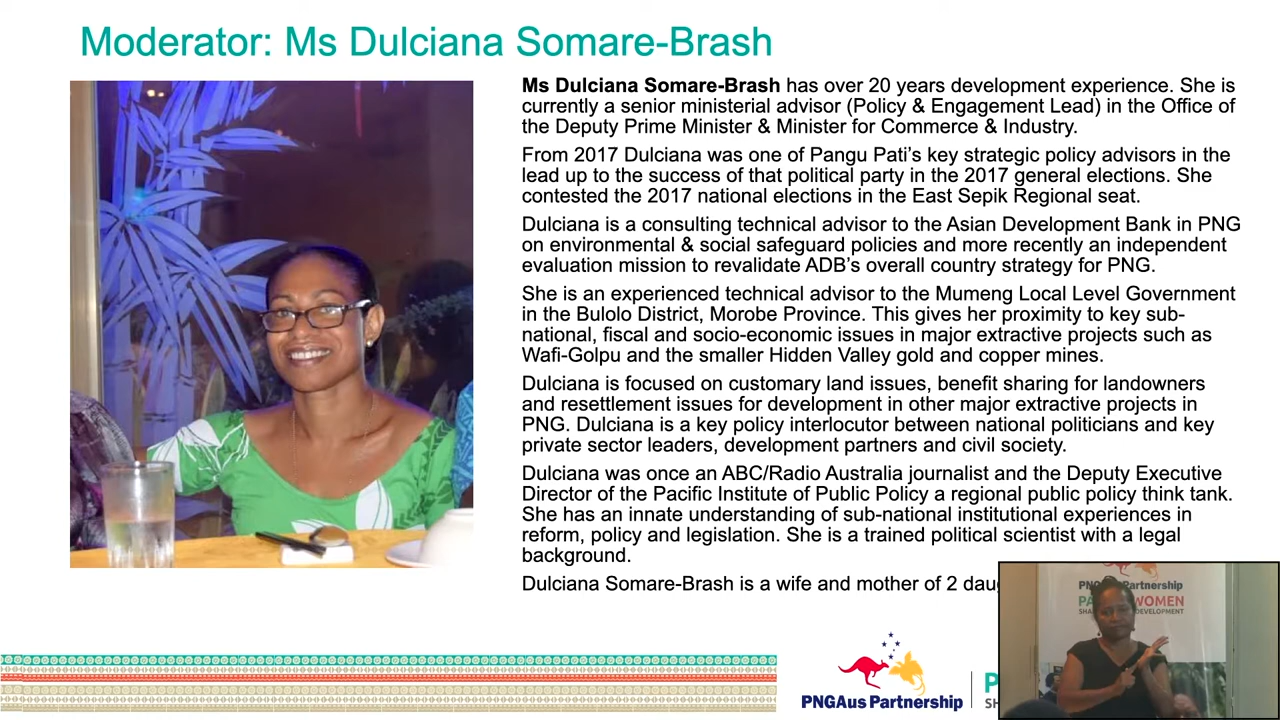 Moderator: Ms Dulciana Somare-Brash
Ms Dulciana Somare-Brash has over 20 years development experience. She is
currently a senior ministerial advisor (Policy & Engagement Lead) in the Office of
the Deputy Prime Minister & Minister for Commerce & Industry.
From 2017 Dulciana was one of Pangu Pati's key strategic policy advisors in the
lead up to the success of that political party in the 2017 general elections. She
contested the 2017 national elections in the East Sepik Regional seat.
Dulciana is a consulting technical advisor to the Asian Development Bank in PNG
on environmental & social safeguard policies and more recently an independent
evaluation mission to revalidate ADB's overall country strategy for PNG.
She is an experienced technical advisor to the Mumeng Local Level Government
in the Bulolo District, Morobe Province. This gives her proximity to key sub-
national, fiscal and socio-economic issues in major extractive projects such as
Wafi-Golpu and the smaller Hidden Valley gold and copper mines.
Dulciana is focused on customary land issues, benefit sharing for landowners
and resettlement issues for development in other major extractive projects in
PNG. Dulciana is a key policy interlocutor between national politicians and key
private sector leaders, development partners and civil society.
Dulciana was once an ABC/Radio Australia journalist and the Deputy Executive
Director of the Pacific Institute of Public Policy a regional public policy think tank.
She has an innate understanding of sub-national institutional experiences in
reform, policy and legislation. She is a trained political scientist with a legal
background.
Dulciana Somare-Brash is a wife and mother of 2
PNGAus Partnership
Partnership
WOMEN